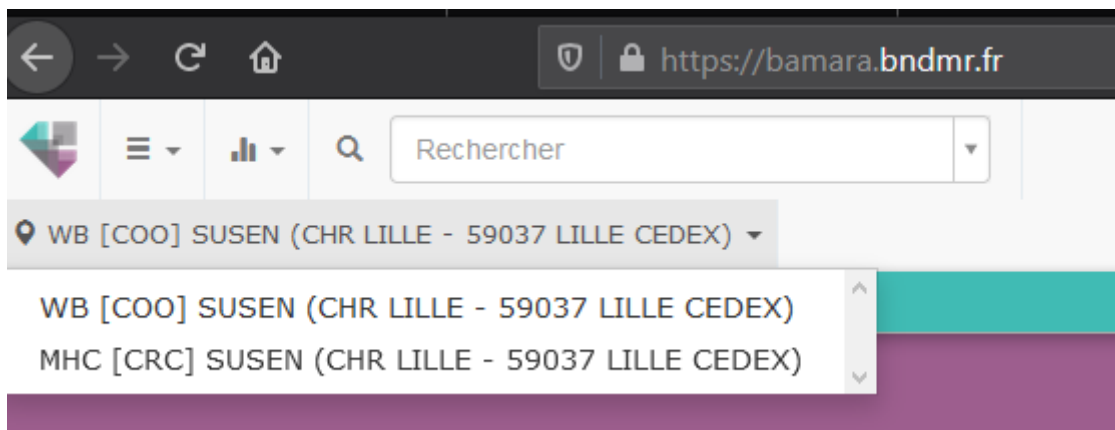 https://bamara.bndmr.fr
Rechercher
WB [COO] SUSEN (CHR LILLE - 59037 LILLE CEDEX)
WB [COO] SUSEN (CHR LILLE - 59037 LILLE CEDEX)
MHC [CRC] SUSEN (CHR LILLE - 59037 LILLE CEDEX)